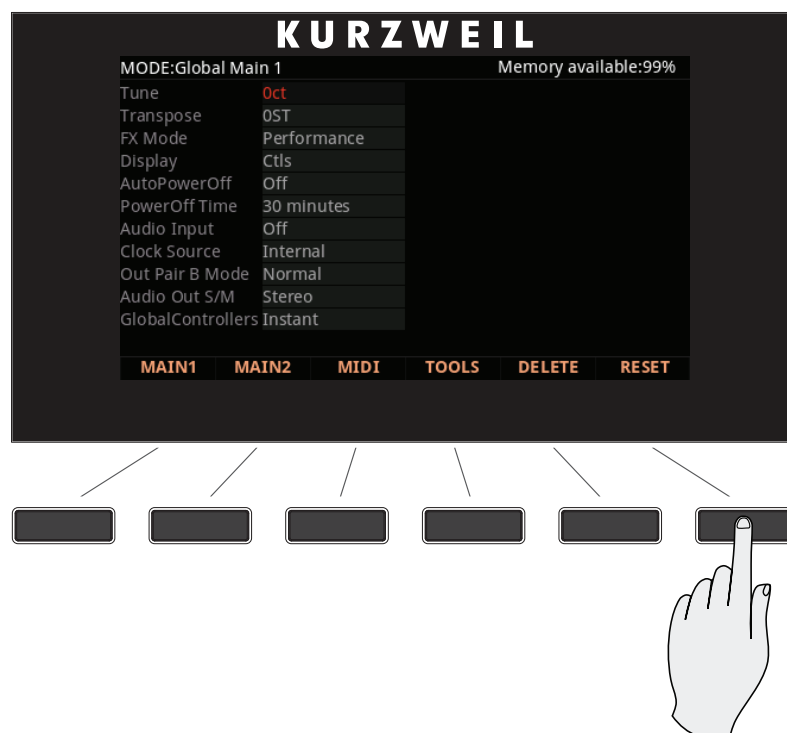 KURZWEIL
MODE:Global Main 1 Memory available:99%
Tune 0ct
Transpose 0ST
FX Mode Performance
Display Ctls
AutoPowerOff Off
PowerOff Time 30 minutes
Audio Input Off
Clock Source Internal
Out Pair B Mode Normal
Audio Out S/M Stereo
GlobalControllers Instant
MAIN1 MAIN2 MIDI TOOLS DELETE RESET